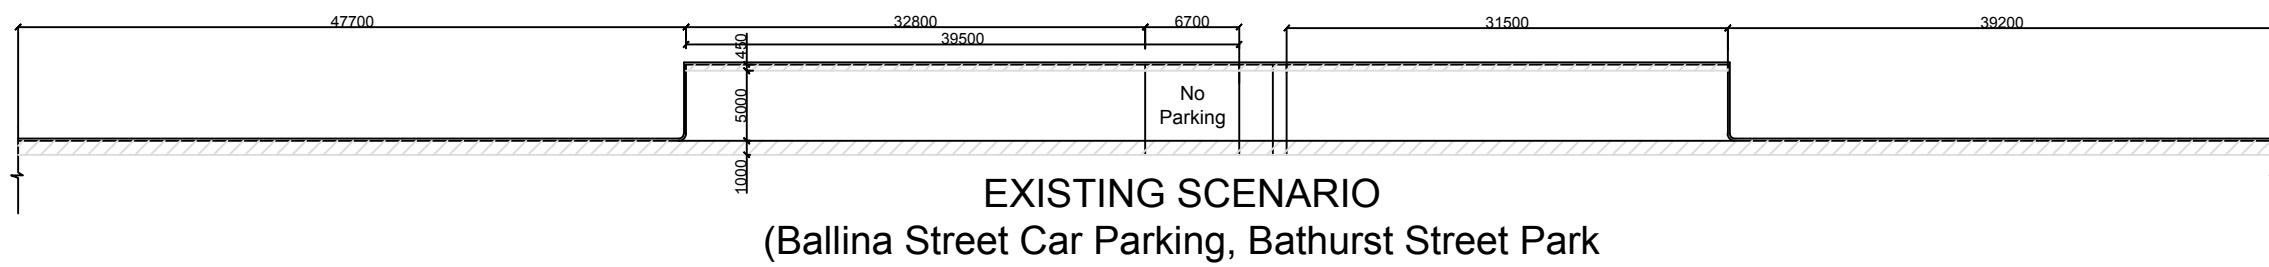 47700
32800
6700
31500
39200
39500
450
5000
No
Parking
1000
EXISTING SCENARIO
(Ballina Street Car Parking, Bathurst Street Park